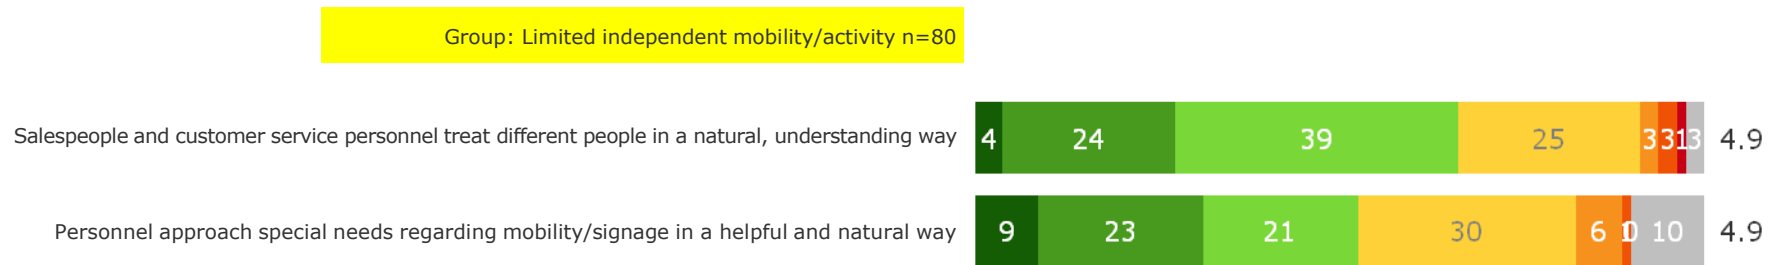 Group: Limited independent mobility/activity n=80
Salespeople and customer service personnel treat different people in a natural, understanding way 4 24 39 25 3 3 1 3 4.9
Personnel approach special needs regarding mobility/signage in a helpful and natural way 9 23 21 30 6 1 0 10 4.9